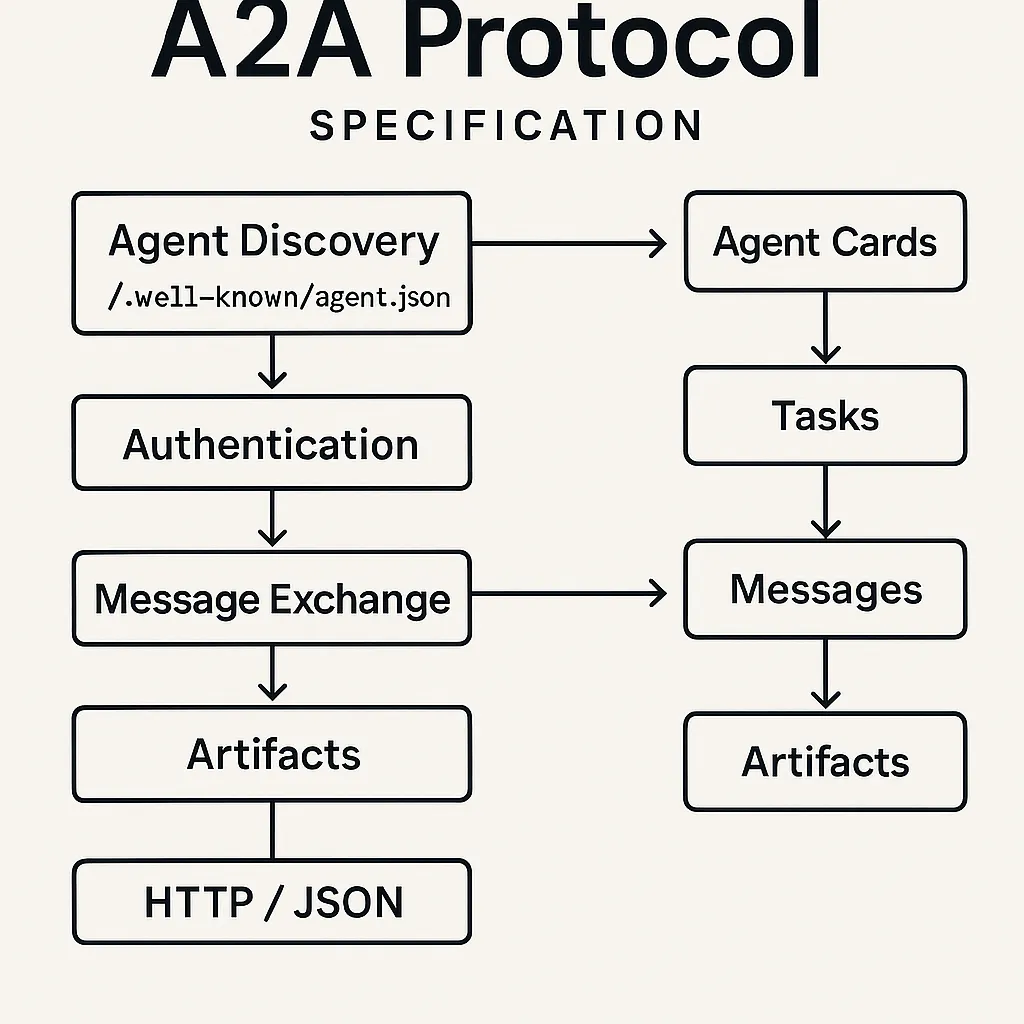 A2A Protocol
SPECIFICATION
Agent Discovery
/.well-known/agent.json
Authentication
Message Exchange
Artifacts
HTTP / JSON
Agent Cards
Tasks
Messages
Artifacts